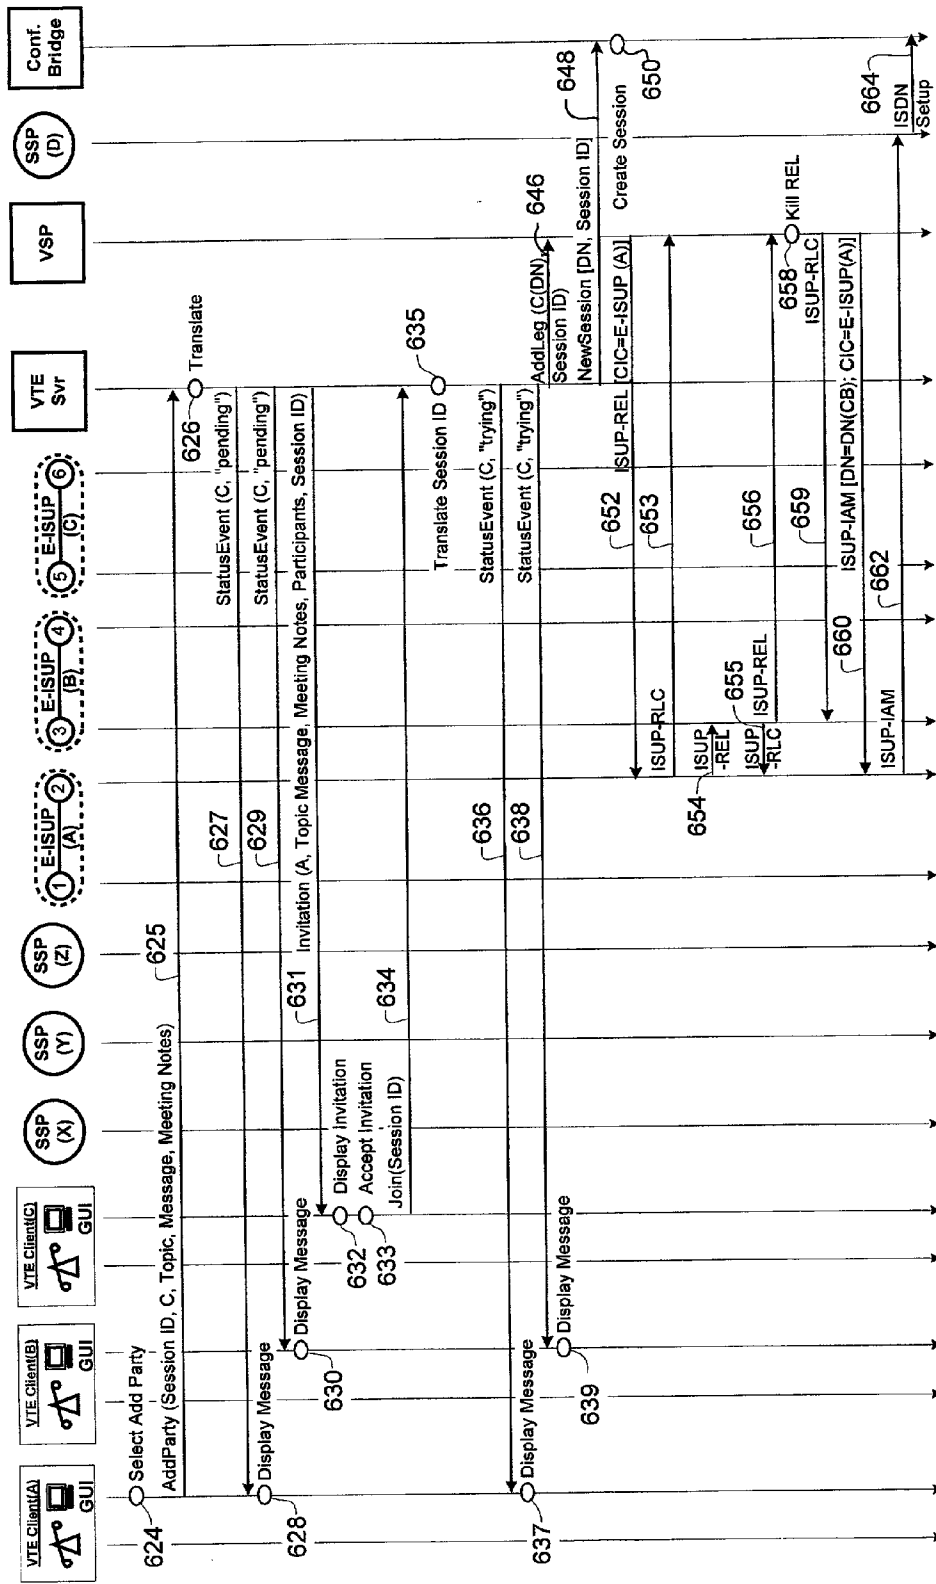 VTE Client(A)
GUI
VTE Client(B)
GUI
VTE Client(C)
GUI
SSP
(X)
SSP
(Y)
SSP
(Z)
1
E-ISUP
(A)
2
3
E-ISUP
(B)
4
5
E-ISUP
(C)
6
VTE
Svr
VSP
SSP
(D)
Conf.
Bridge
624
Select Add Party
AddParty (Session ID, C, Topic, Message, Meeting Notes)
625
626
Translate
StatusEvent (C, "pending")
627
628
Display Message
StatusEvent (C, "pending")
629
630
Display Message
631
Invitation (A, Topic Message, Meeting Notes, Participants, Session ID)
632
Display Invitation
633
Accept Invitation
Join(Session ID)
634
635
Translate Session ID
StatusEvent (C, "trying")
636
637
Display Message
StatusEvent (C, "trying")
638
639
Display Message
AddLeg (C(DN),
Session ID)
646
NewSession [DN, Session ID]
648
Create Session
650
ISUP-REL [CIC=E-ISUP (A)]
652
ISUP-RLC
653
ISUP
-REL
654
ISUP
-RLC
655
ISUP-REL
656
658
Kill REL
ISUP-RLC
659
ISUP-IAM [DN=DN(CB); CIC=E-ISUP(A)]
660
ISUP-IAM
662
ISDN
Setup
664